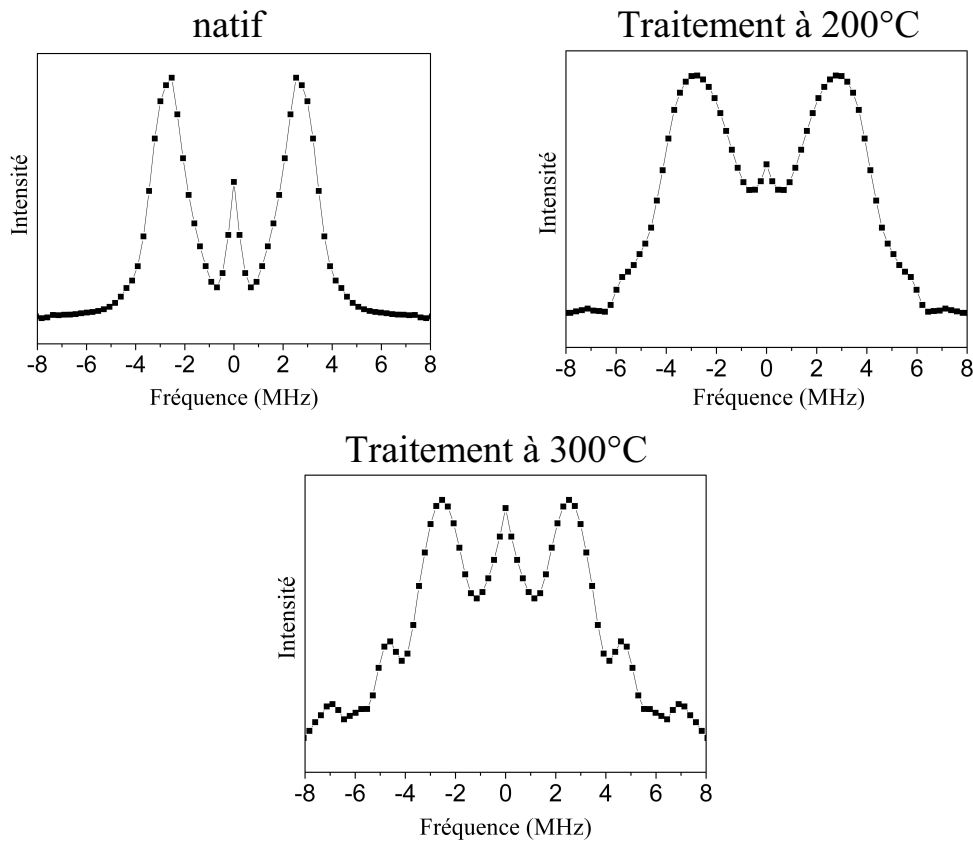 natif
Intensité
-8 -6 -4 -2 0 2 4 6 8
Fréquence (MHz)
Traitement à 200°C
Intensité
-8 -6 -4 -2 0 2 4 6 8
Fréquence (MHz)
Traitement à 300°C
Intensité
-8 -6 -4 -2 0 2 4 6 8
Fréquence (MHz)